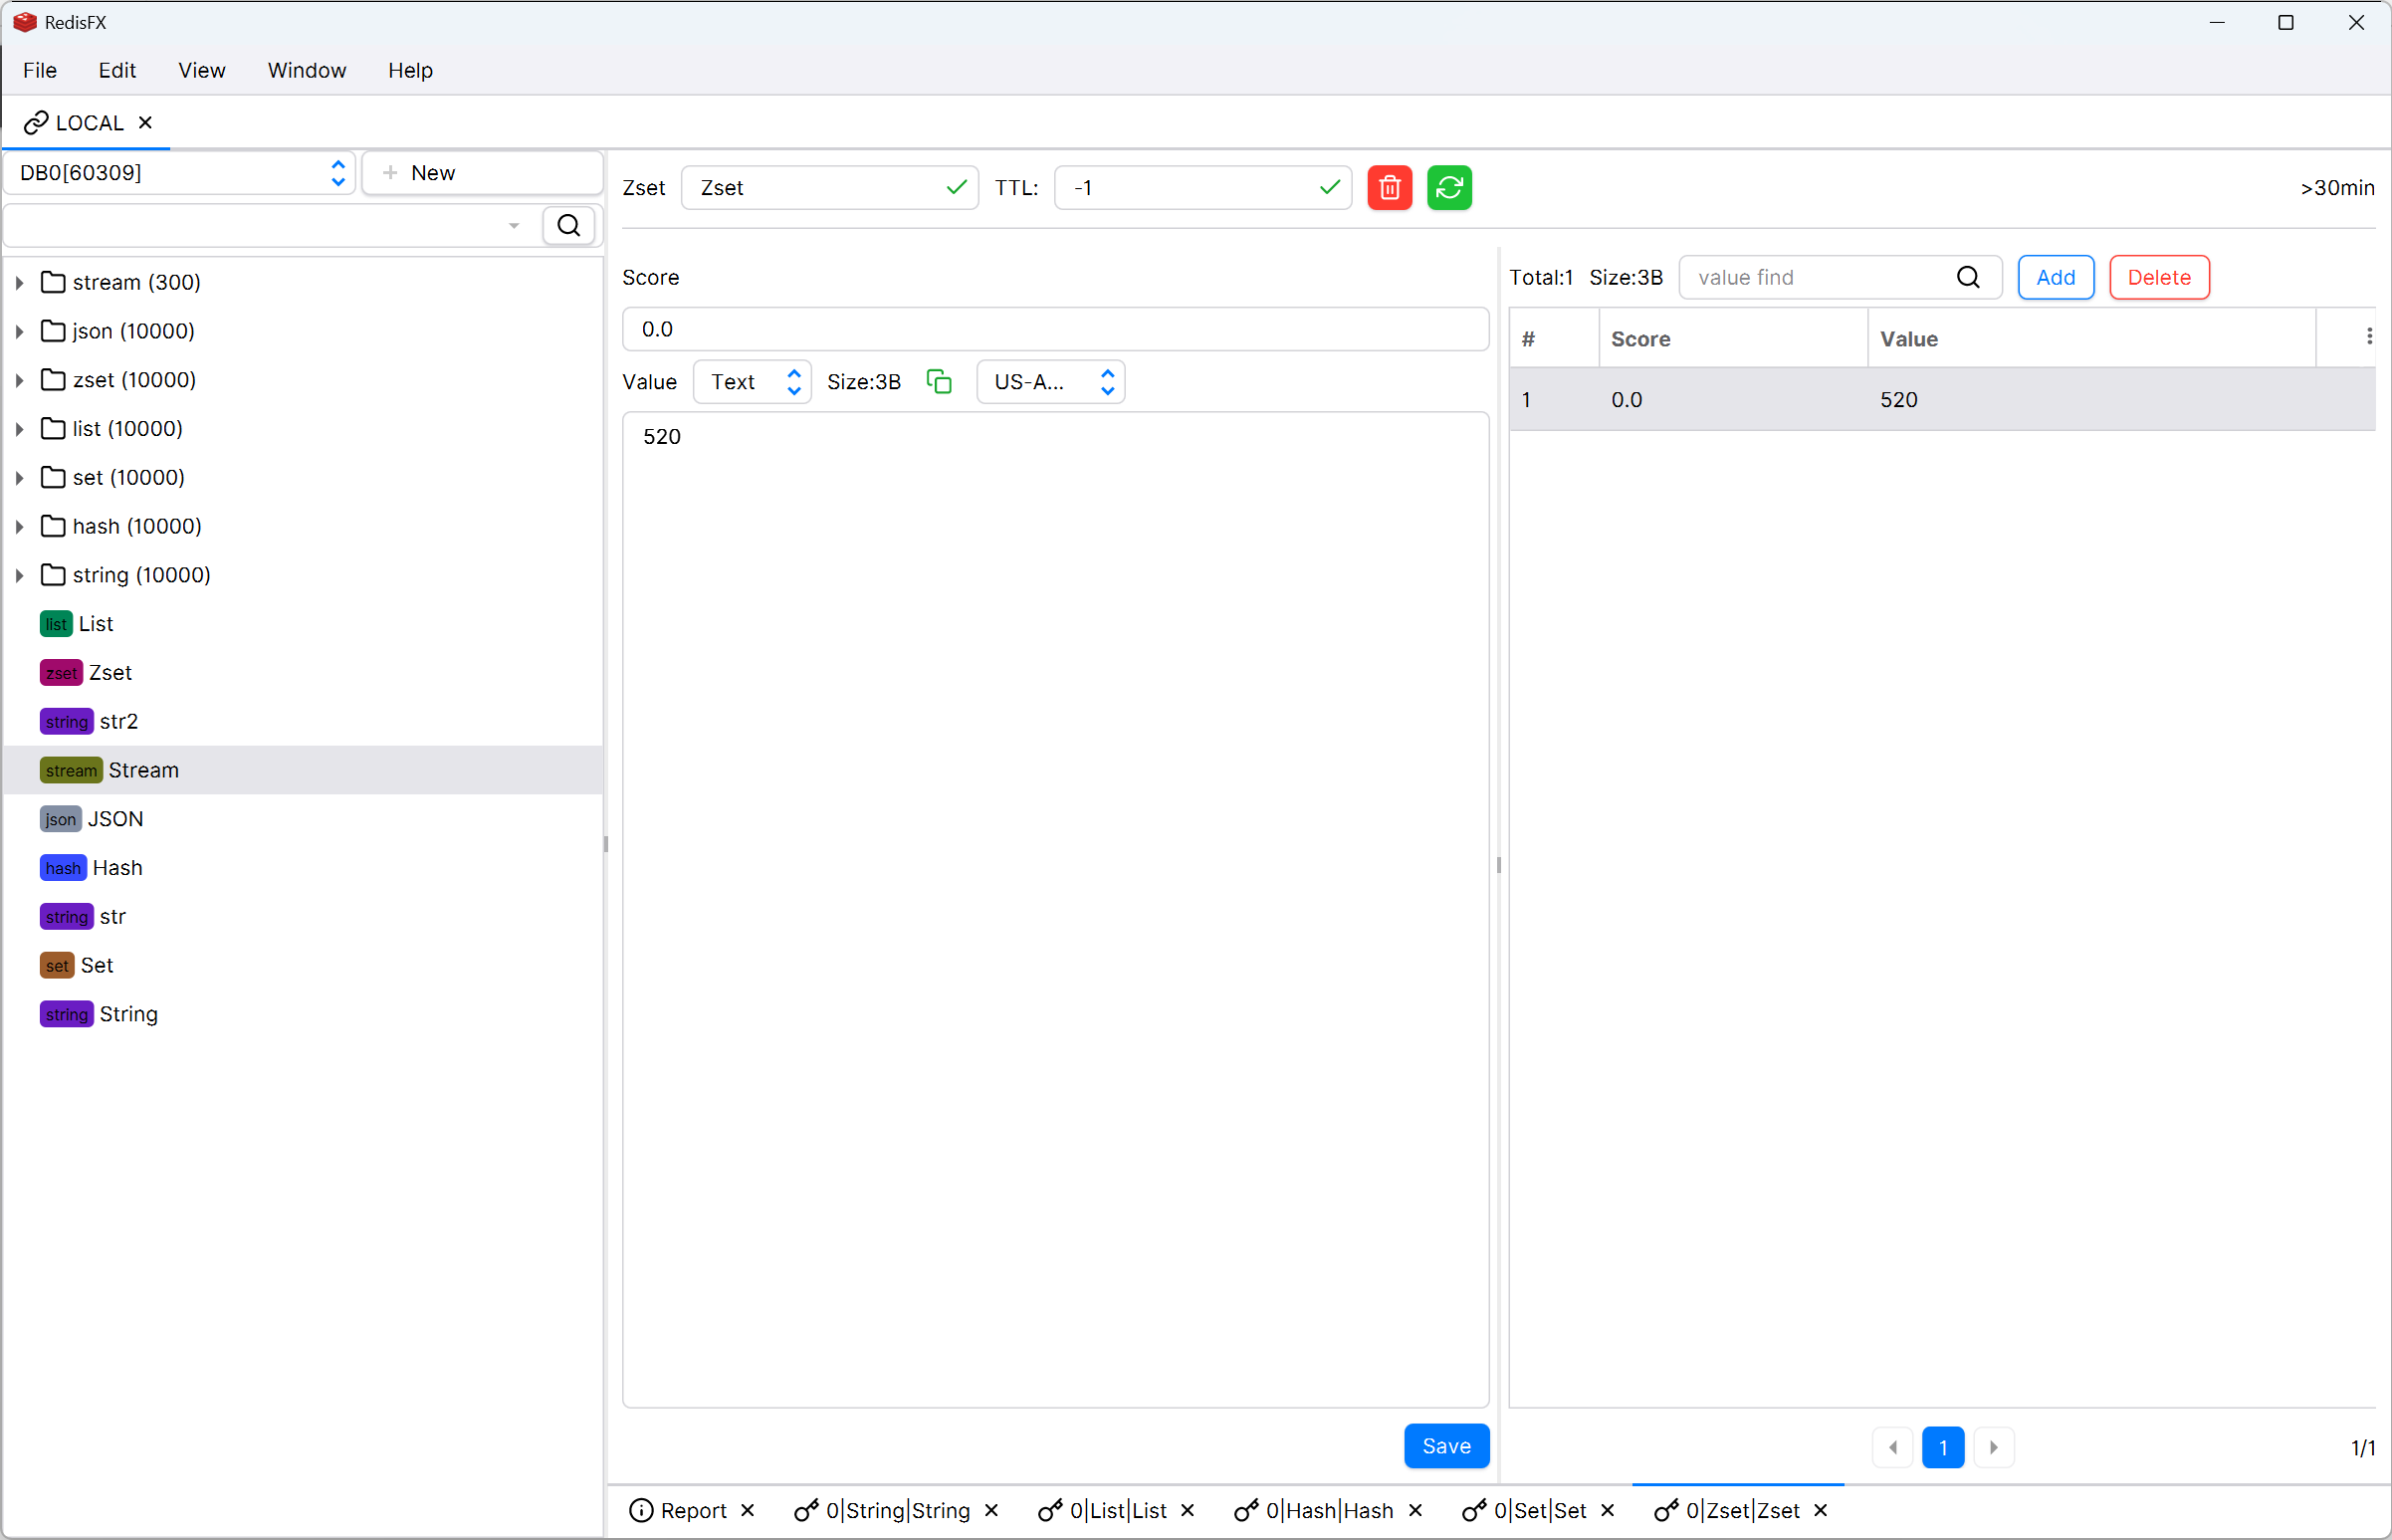 RedisFX
File Edit View Window Help
LOCAL
DB0[60309] New
stream (300)
json (10000)
zset (10000)
list (10000)
set (10000)
hash (10000)
string (10000)
list List
zset Zset
string str2
stream Stream
json JSON
hash Hash
string str
set Set
string String
Zset Zset TTL: -1 >30min
Score
0.0
Value Text Size:3B US-A...
520
Save
Total:1 Size:3B value find Add Delete
# Score Value
1 0.0 520
1 1/1
Report 0|String|String 0|List|List 0|Hash|Hash 0|Set|Set 0|Zset|Zset